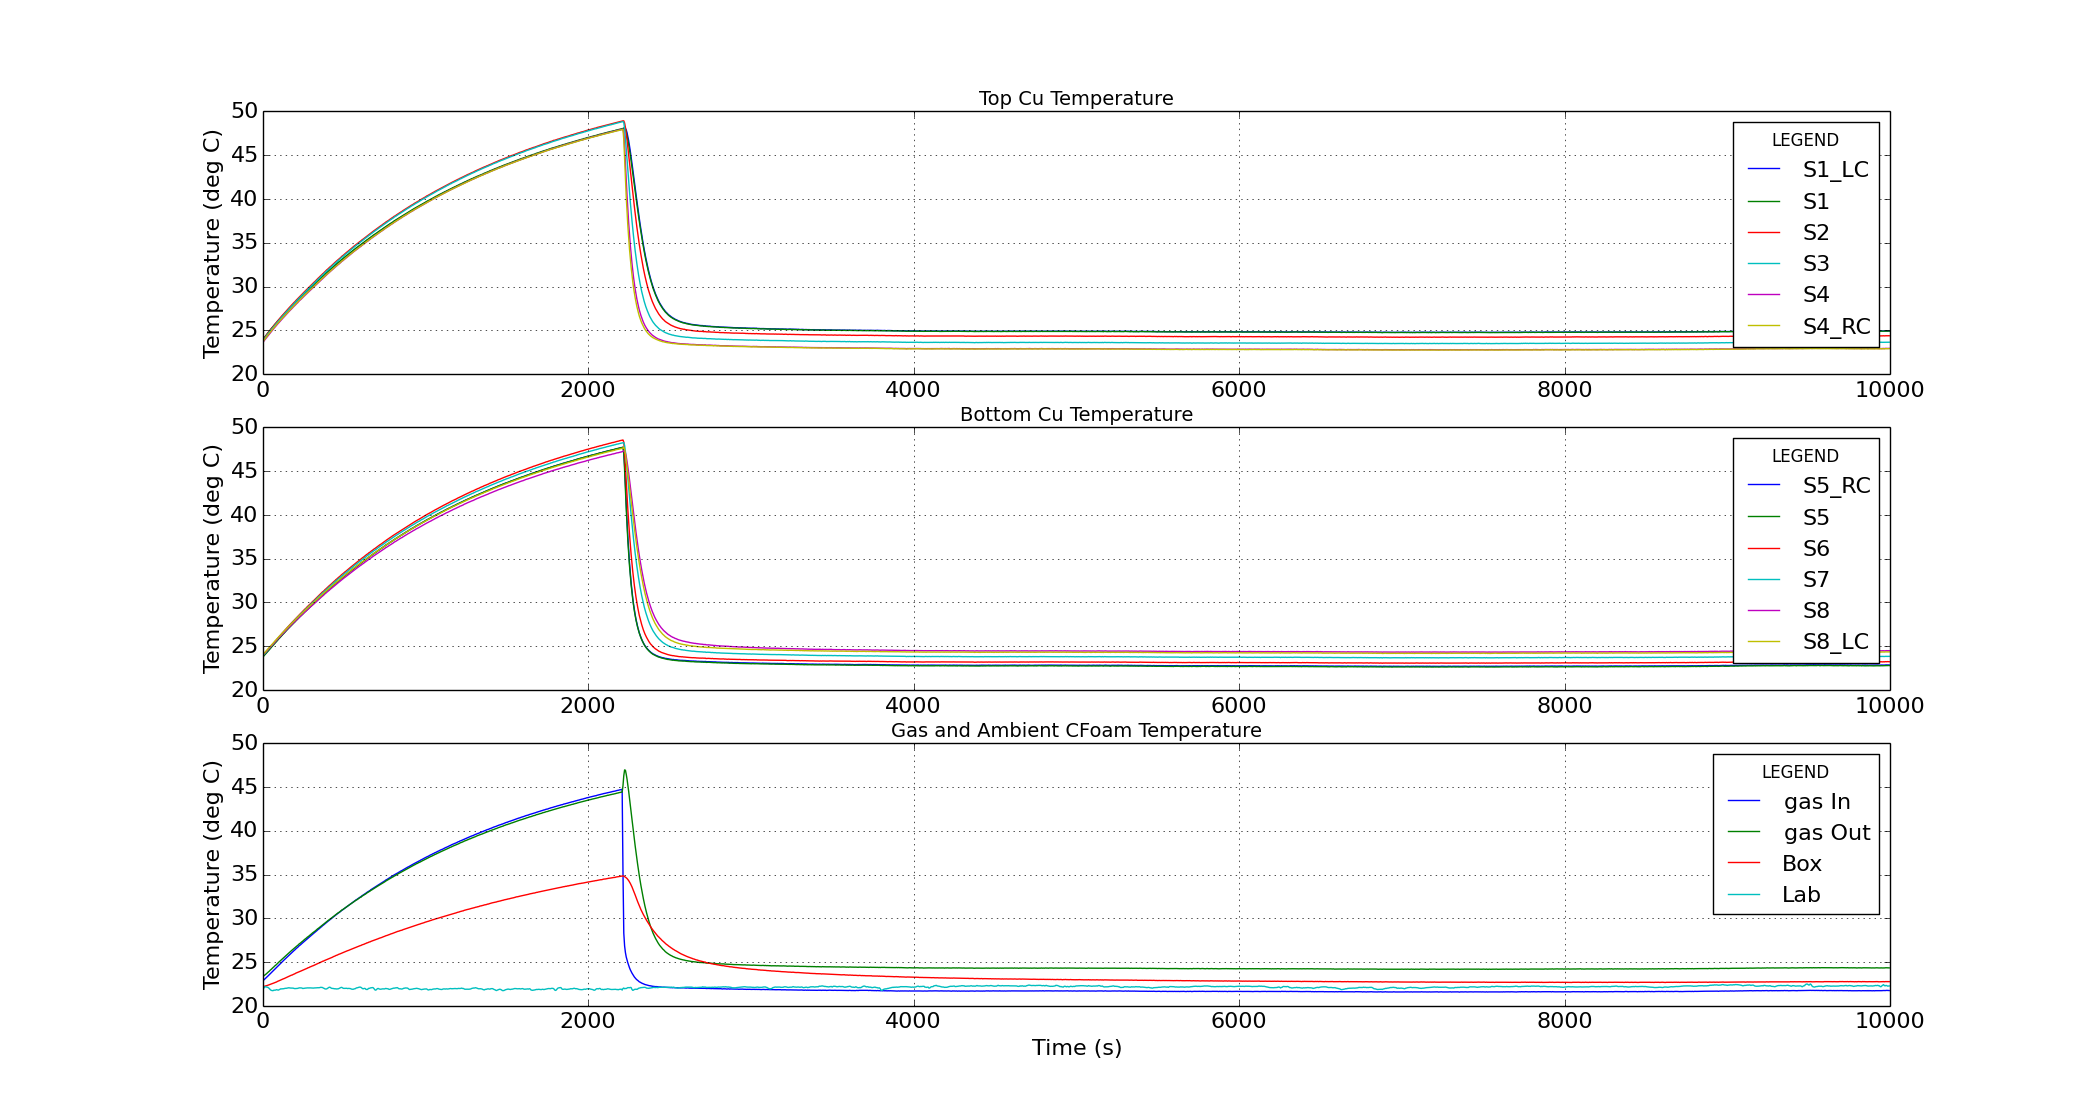 Top Cu Temperature
Temperature (deg C)
50
45
40
35
30
25
20
0 2000 4000 6000 8000 10000
LEGEND
S1_LC
S1
S2
S3
S4
S4_RC
Bottom Cu Temperature
Temperature (deg C)
50
45
40
35
30
25
20
0 2000 4000 6000 8000 10000
LEGEND
S5_RC
S5
S6
S7
S8
S8_LC
Gas and Ambient CFoam Temperature
Temperature (deg C)
50
45
40
35
30
25
20
0 2000 4000 6000 8000 10000
LEGEND
gas In
gas Out
Box
Lab
Time (s)